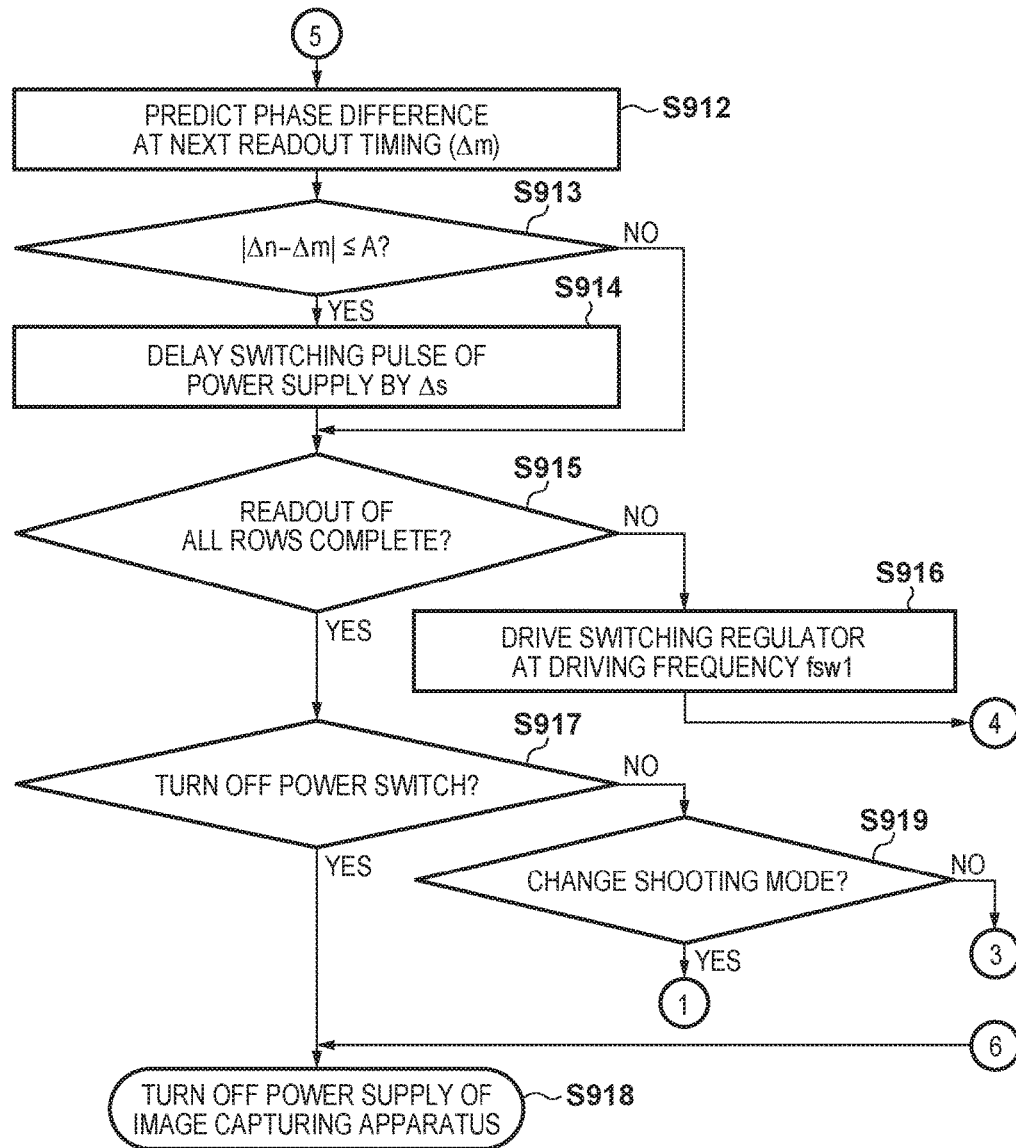 5
PREDICT PHASE DIFFERENCE
AT NEXT READOUT TIMING (Δm)
S912
S913
|Δn−Δm| ≤ A?
NO
YES
S914
DELAY SWITCHING PULSE OF
POWER SUPPLY BY Δs
S915
READOUT OF
ALL ROWS COMPLETE?
NO
YES
S916
DRIVE SWITCHING REGULATOR
AT DRIVING FREQUENCY fsw1
4
S917
TURN OFF POWER SWITCH?
NO
YES
S919
CHANGE SHOOTING MODE?
NO
YES
3
1
6
TURN OFF POWER SUPPLY OF
IMAGE CAPTURING APPARATUS
S918